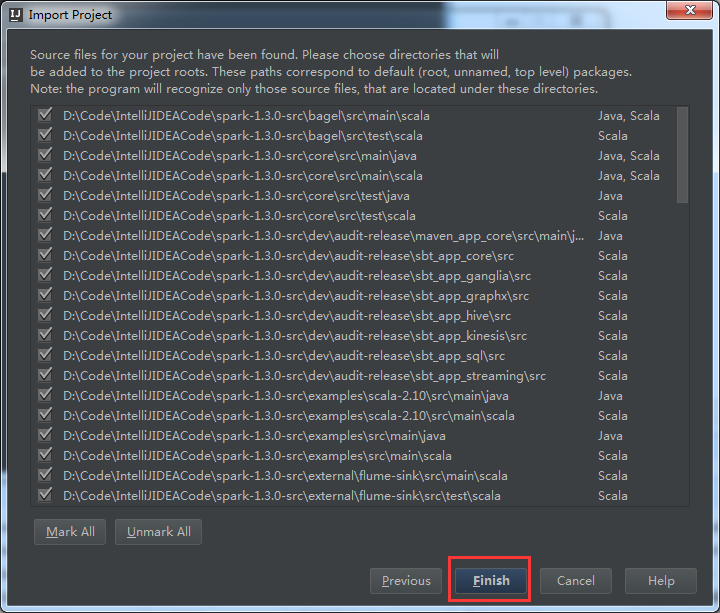 Import Project
Source files for your project have been found. Please choose directories that will
be added to the project roots. These paths correspond to default (root, unnamed, top level) packages.
Note: the program will recognize only those source files, that are located under these directories.
D:\Code\IntelliJIDEACode\spark-1.3.0-src\bagel\src\main\scala Java, Scala
D:\Code\IntelliJIDEACode\spark-1.3.0-src\bagel\src\test\scala Scala
D:\Code\IntelliJIDEACode\spark-1.3.0-src\core\src\main\java Java, Scala
D:\Code\IntelliJIDEACode\spark-1.3.0-src\core\src\main\scala Java, Scala
D:\Code\IntelliJIDEACode\spark-1.3.0-src\core\src\test\java Java
D:\Code\IntelliJIDEACode\spark-1.3.0-src\core\src\test\scala Scala
D:\Code\IntelliJIDEACode\spark-1.3.0-src\dev\audit-release\maven_app_core\src\main\j... Java
D:\Code\IntelliJIDEACode\spark-1.3.0-src\dev\audit-release\sbt_app_core\src Scala
D:\Code\IntelliJIDEACode\spark-1.3.0-src\dev\audit-release\sbt_app_ganglia\src Scala
D:\Code\IntelliJIDEACode\spark-1.3.0-src\dev\audit-release\sbt_app_graphx\src Scala
D:\Code\IntelliJIDEACode\spark-1.3.0-src\dev\audit-release\sbt_app_hive\src Scala
D:\Code\IntelliJIDEACode\spark-1.3.0-src\dev\audit-release\sbt_app_kinesis\src Scala
D:\Code\IntelliJIDEACode\spark-1.3.0-src\dev\audit-release\sbt_app_sql\src Scala
D:\Code\IntelliJIDEACode\spark-1.3.0-src\dev\audit-release\sbt_app_streaming\src Scala
D:\Code\IntelliJIDEACode\spark-1.3.0-src\examples\scala-2.10\src\main\java Java
D:\Code\IntelliJIDEACode\spark-1.3.0-src\examples\scala-2.10\src\main\scala Scala
D:\Code\IntelliJIDEACode\spark-1.3.0-src\examples\src\main\java Java
D:\Code\IntelliJIDEACode\spark-1.3.0-src\examples\src\main\scala Scala
D:\Code\IntelliJIDEACode\spark-1.3.0-src\external\flume-sink\src\main\scala Scala
D:\Code\IntelliJIDEACode\spark-1.3.0-src\external\flume-sink\src\test\scala Scala
Mark All Unmark All
Previous Finish Cancel Help